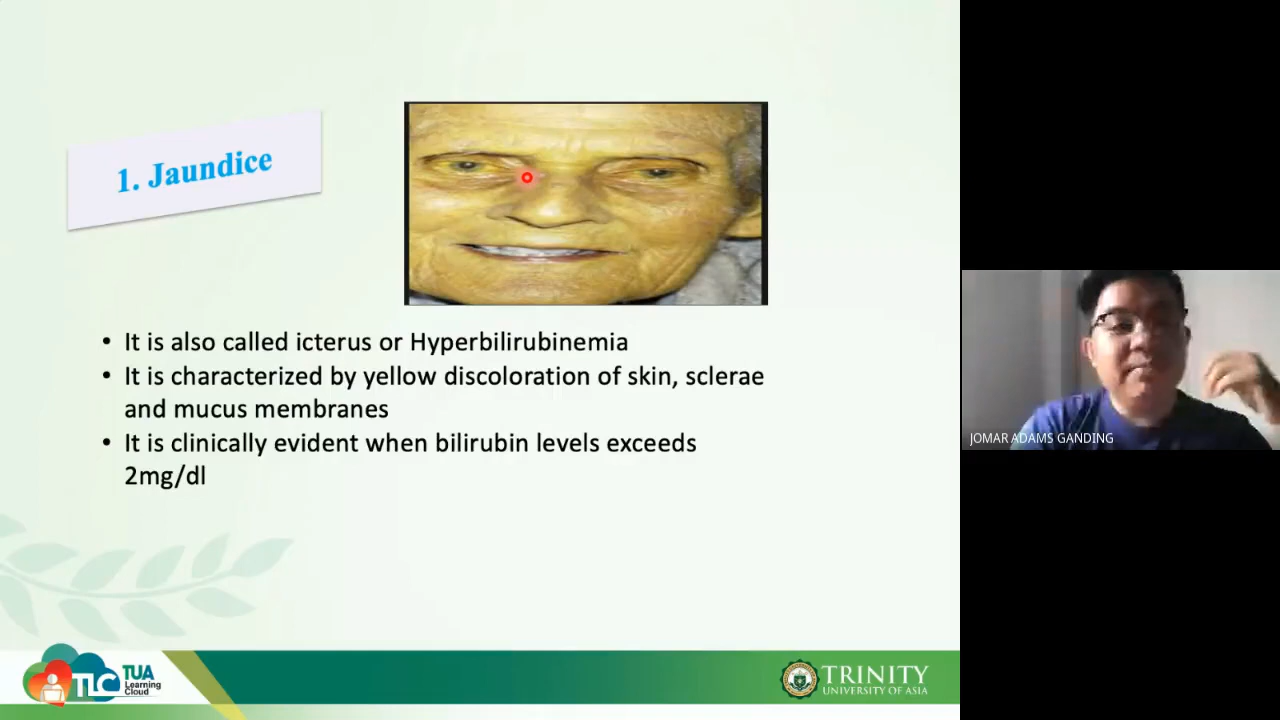 1. Jaundice
• It is also called icterus or Hyperbilirubinemia
• It is characterized by yellow discoloration of skin, sclerae
and mucus membranes
• It is clinically evident when bilirubin levels exceeds
2mg/dl
JOMAR ADAMS GANDING
TLC
TUA
Learning
Cloud
TRINITY
UNIVERSITY OF ASIA